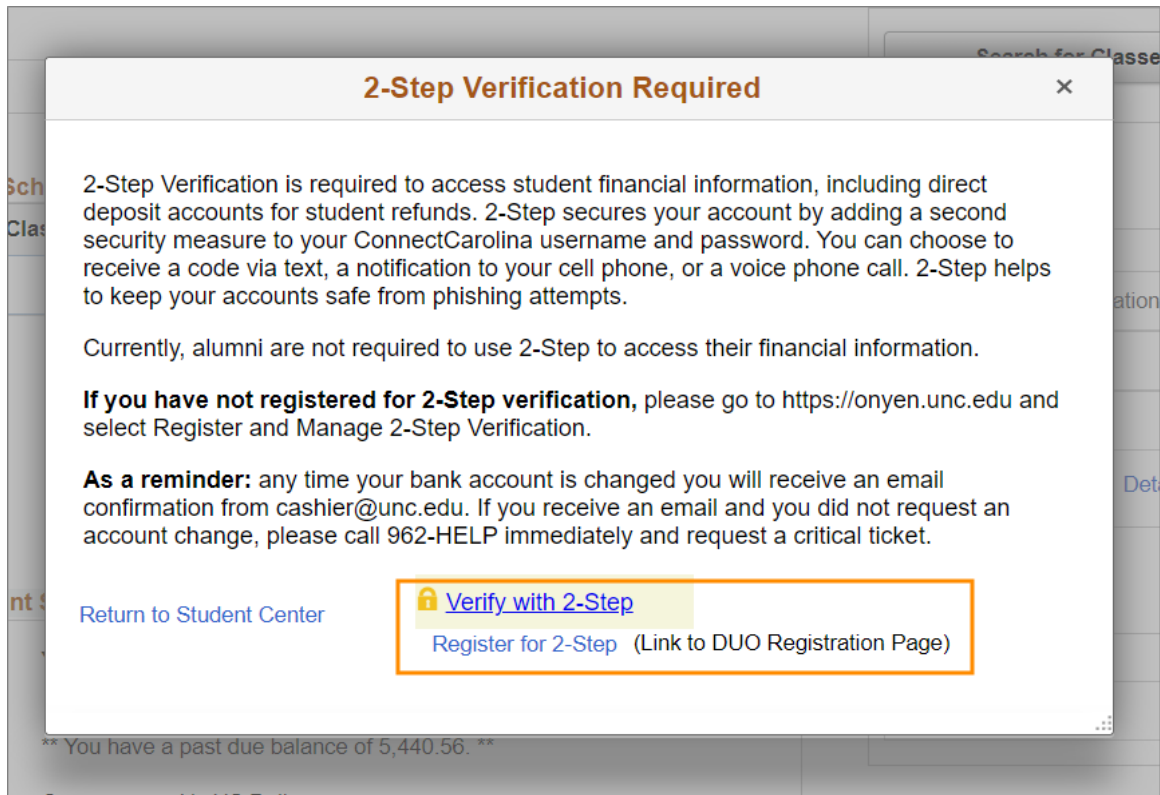 Search for Classe
2-Step Verification Required
×
2-Step Verification is required to access student financial information, including direct
deposit accounts for student refunds. 2-Step secures your account by adding a second
security measure to your ConnectCarolina username and password. You can choose to
receive a code via text, a notification to your cell phone, or a voice phone call. 2-Step helps
to keep your accounts safe from phishing attempts.
Currently, alumni are not required to use 2-Step to access their financial information.
If you have not registered for 2-Step verification, please go to https://onyen.unc.edu and
select Register and Manage 2-Step Verification.
As a reminder: any time your bank account is changed you will receive an email
confirmation from cashier@unc.edu. If you receive an email and you did not request an
account change, please call 962-HELP immediately and request a critical ticket.
Return to Student Center
Verify with 2-Step
Register for 2-Step (Link to DUO Registration Page)
Sch
Clas
ation
Deta
nt S
** You have a past due balance of 5,440.56. **